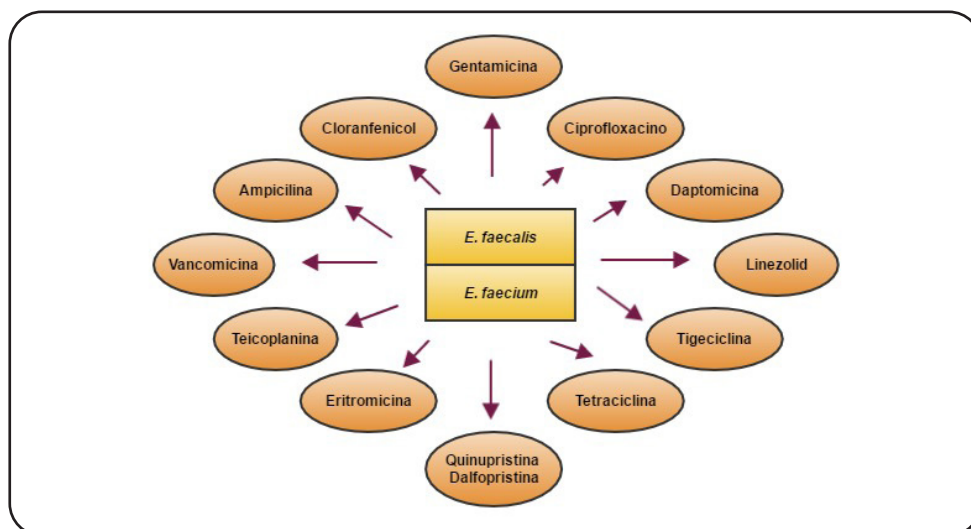 Gentamicina
Cloranfenicol
Ciprofloxacino
Ampicilina
Daptomicina
E. faecalis
Vancomicina
Linezolid
E. faecium
Teicoplanina
Tigeciclina
Eritromicina
Tetraciclina
Quinupristina
Dalfopristina